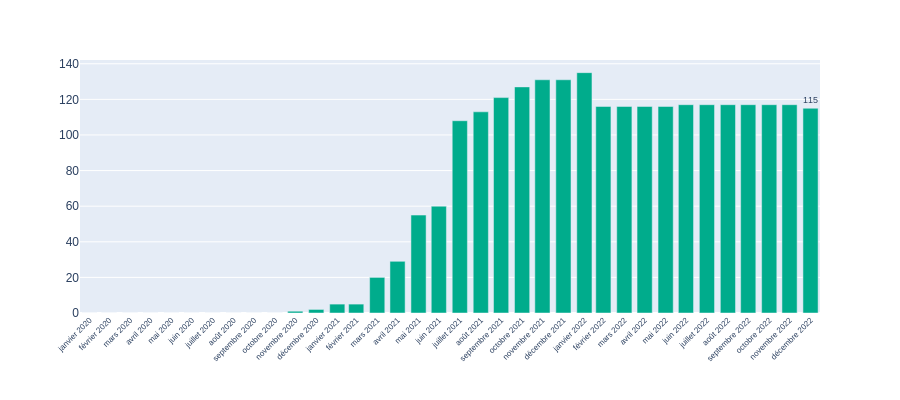 140
120
100
80
60
40
20
0
115
janvier 2020
février 2020
mars 2020
avril 2020
mai 2020
juin 2020
juillet 2020
août 2020
septembre 2020
octobre 2020
novembre 2020
décembre 2020
janvier 2021
février 2021
mars 2021
avril 2021
mai 2021
juin 2021
juillet 2021
août 2021
septembre 2021
octobre 2021
novembre 2021
décembre 2021
janvier 2022
février 2022
mars 2022
avril 2022
mai 2022
juin 2022
juillet 2022
août 2022
septembre 2022
octobre 2022
novembre 2022
décembre 2022